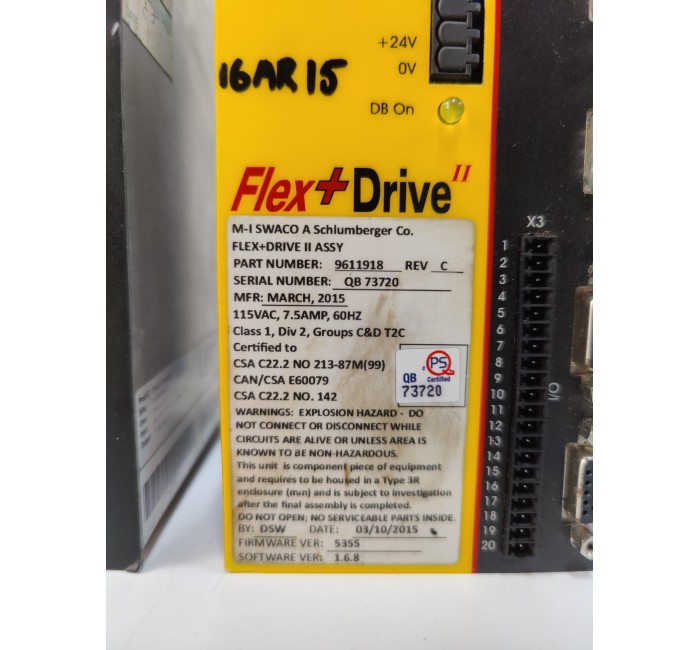 +24V
0V
16AR15
DB On
Flex+Drive II
M-I SWACO A Schlumberger Co.
FLEX+DRIVE II ASSY
PART NUMBER: 9611918 REV C
SERIAL NUMBER: QB 73720
MFR: MARCH, 2015
115VAC, 7.5AMP, 60HZ
Class 1, Div 2, Groups C&D T2C
Certified to
CSA C22.2 NO 213-87M(99)
CAN/CSA E60079
CSA C22.2 NO. 142
PS
QB Certified
73720
WARNINGS: EXPLOSION HAZARD - DO
NOT CONNECT OR DISCONNECT WHILE
CIRCUITS ARE ALIVE OR UNLESS AREA IS
KNOWN TO BE NON-HAZARDOUS.
This unit is component piece of equipment
and requires to be housed in a Type 3R
enclosure (min) and is subject to investigation
after the final assembly is completed.
DO NOT OPEN; NO SERVICEABLE PARTS INSIDE.
BY: DSW DATE: 03/10/2015
FIRMWARE VER: 5355
SOFTWARE VER: 1.6.8
X3
1
2
3
4
5
6
7
8
9
10
11
12
13
14
15
16
17
18
19
20
I/O